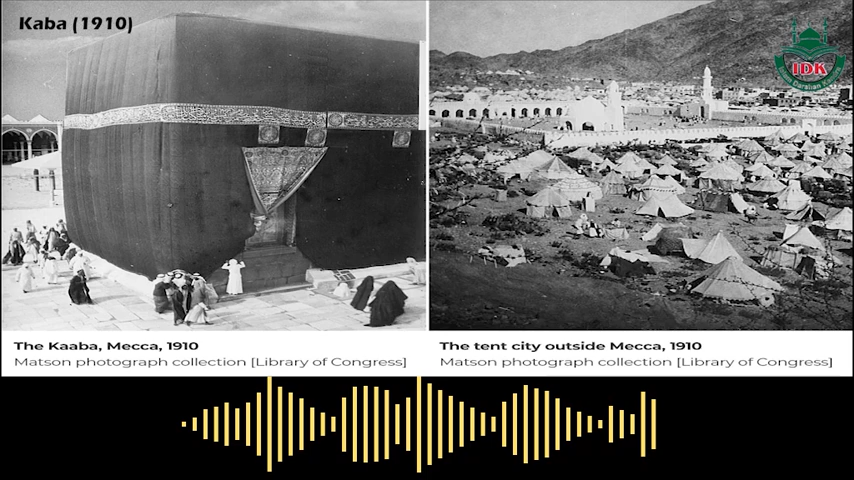 Kaba (1910)
IDK
The Kaaba, Mecca, 1910
Matson photograph collection [Library of Congress]
The tent city outside Mecca, 1910
Matson photograph collection [Library of Congress]